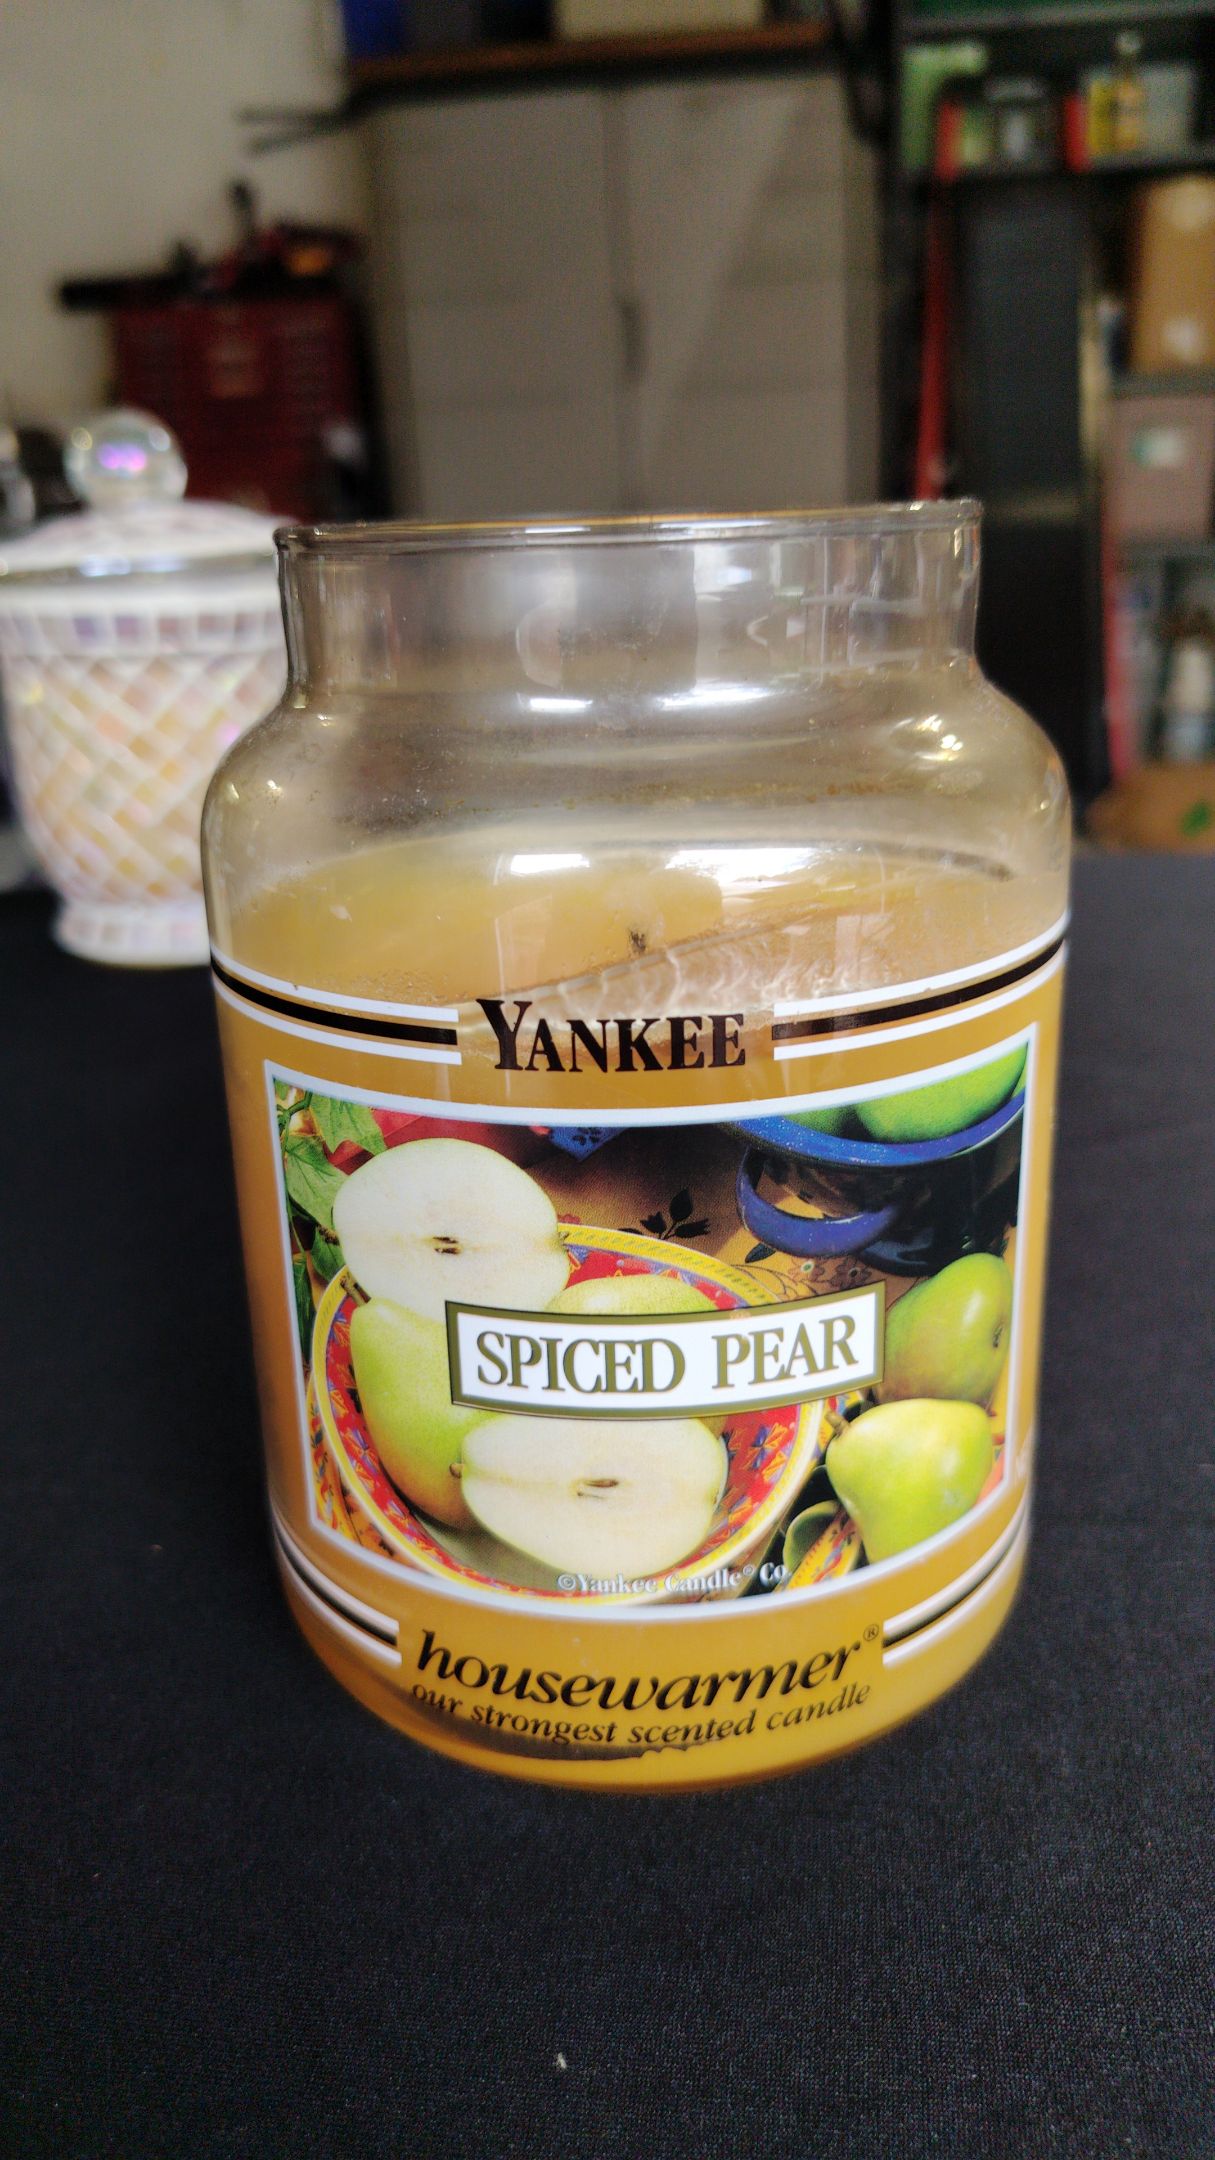 YANKEE
SPICED PEAR
©Yankee Candle® Co.
housewarmer®
our strongest scented candle